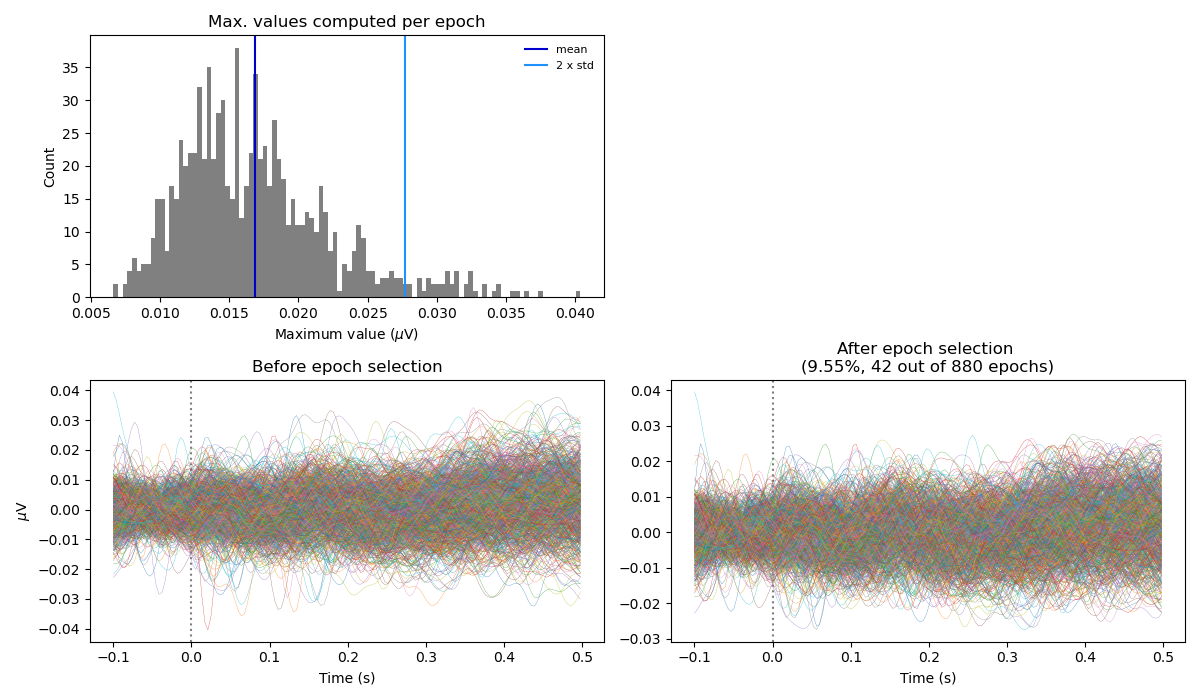 Max. values computed per epoch
mean
2 x std
35
30
25
20
15
10
5
0
Count
0.005 0.010 0.015 0.020 0.025 0.030 0.035 0.040
Maximum value (μV)
Before epoch selection
0.04
0.03
0.02
0.01
0.00
−0.01
−0.02
−0.03
−0.04
μV
−0.1 0.0 0.1 0.2 0.3 0.4 0.5
Time (s)
After epoch selection
(9.55%, 42 out of 880 epochs)
0.04
0.03
0.02
0.01
0.00
−0.01
−0.02
−0.03
−0.1 0.0 0.1 0.2 0.3 0.4 0.5
Time (s)